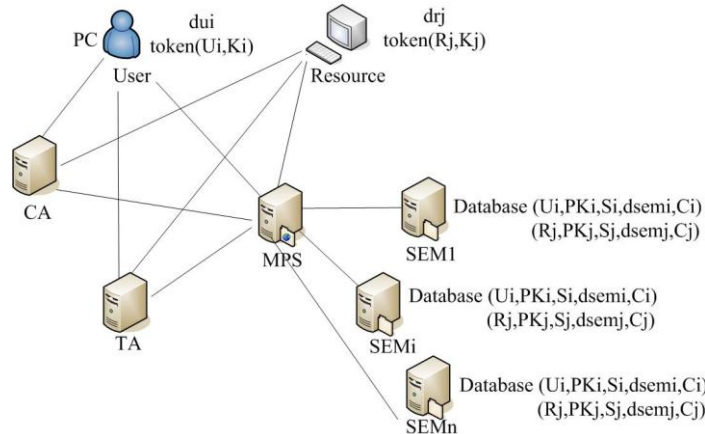 dui
PC token(Ui,Ki)
User
drj
token(Rj,Kj)
Resource
CA
MPS
TA
Database (Ui,PKi,Si,dsemi,Ci)
(Rj,PKj,Sj,dsemj,Cj)
SEM1
Database (Ui,PKi,Si,dsemi,Ci)
(Rj,PKj,Sj,dsemj,Cj)
SEMi
Database (Ui,PKi,Si,dsemi,Ci)
(Rj,PKj,Sj,dsemj,Cj)
SEMn